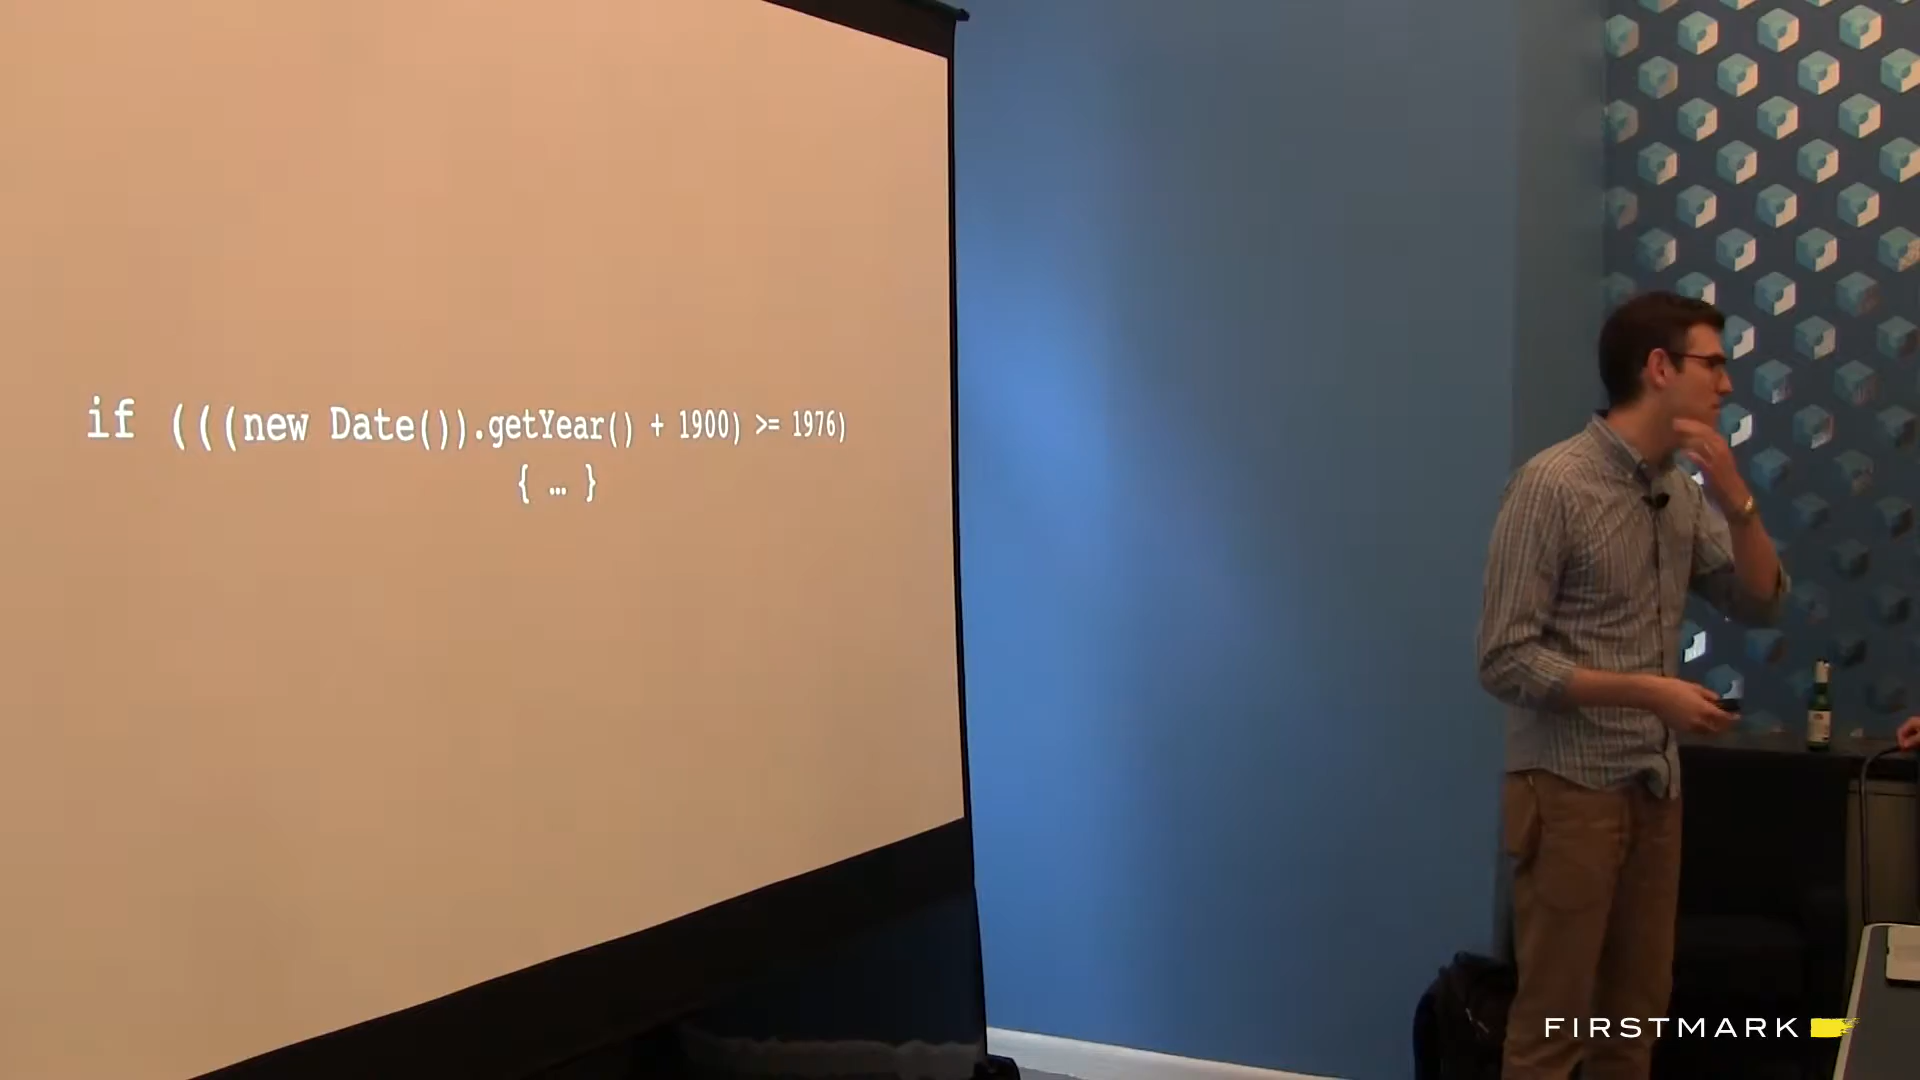 if (((new Date()).getYear() + 1900) >= 1976)
{ … }
FIRSTMARK